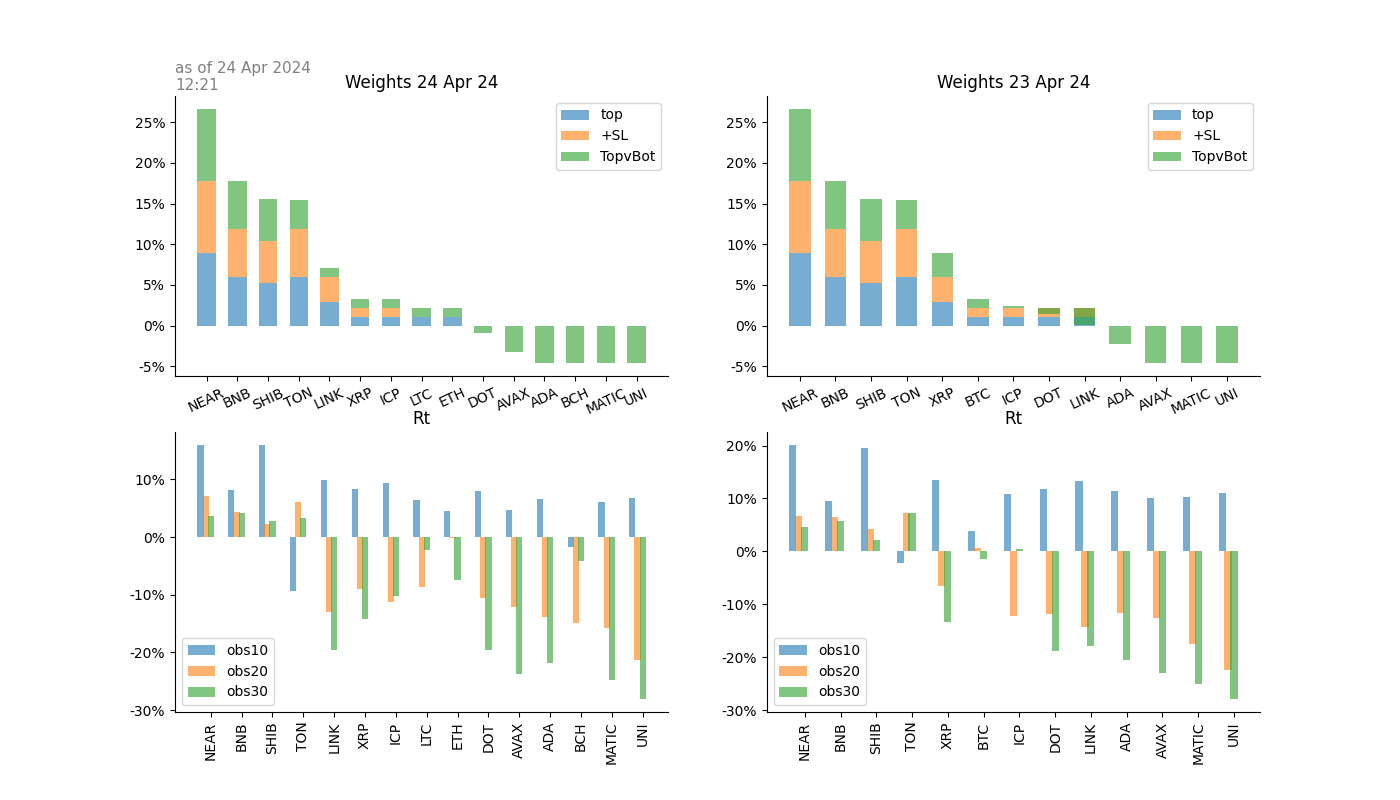 as of 24 Apr 2024
12:21
Weights 24 Apr 24
25%
20%
15%
10%
5%
0%
-5%
top
+SL
TopvBot
NEAR BNB SHIB TON LINK XRP ICP LTC ETH DOT AVAX ADA BCH MATIC UNI
Weights 23 Apr 24
25%
20%
15%
10%
5%
0%
-5%
top
+SL
TopvBot
NEAR BNB SHIB TON XRP BTC ICP DOT LINK ADA AVAX MATIC UNI
Rt
10%
0%
-10%
-20%
-30%
obs10
obs20
obs30
NEAR BNB SHIB TON LINK XRP ICP LTC ETH DOT AVAX ADA BCH MATIC UNI
Rt
20%
10%
0%
-10%
-20%
-30%
obs10
obs20
obs30
NEAR BNB SHIB TON XRP BTC ICP DOT LINK ADA AVAX MATIC UNI